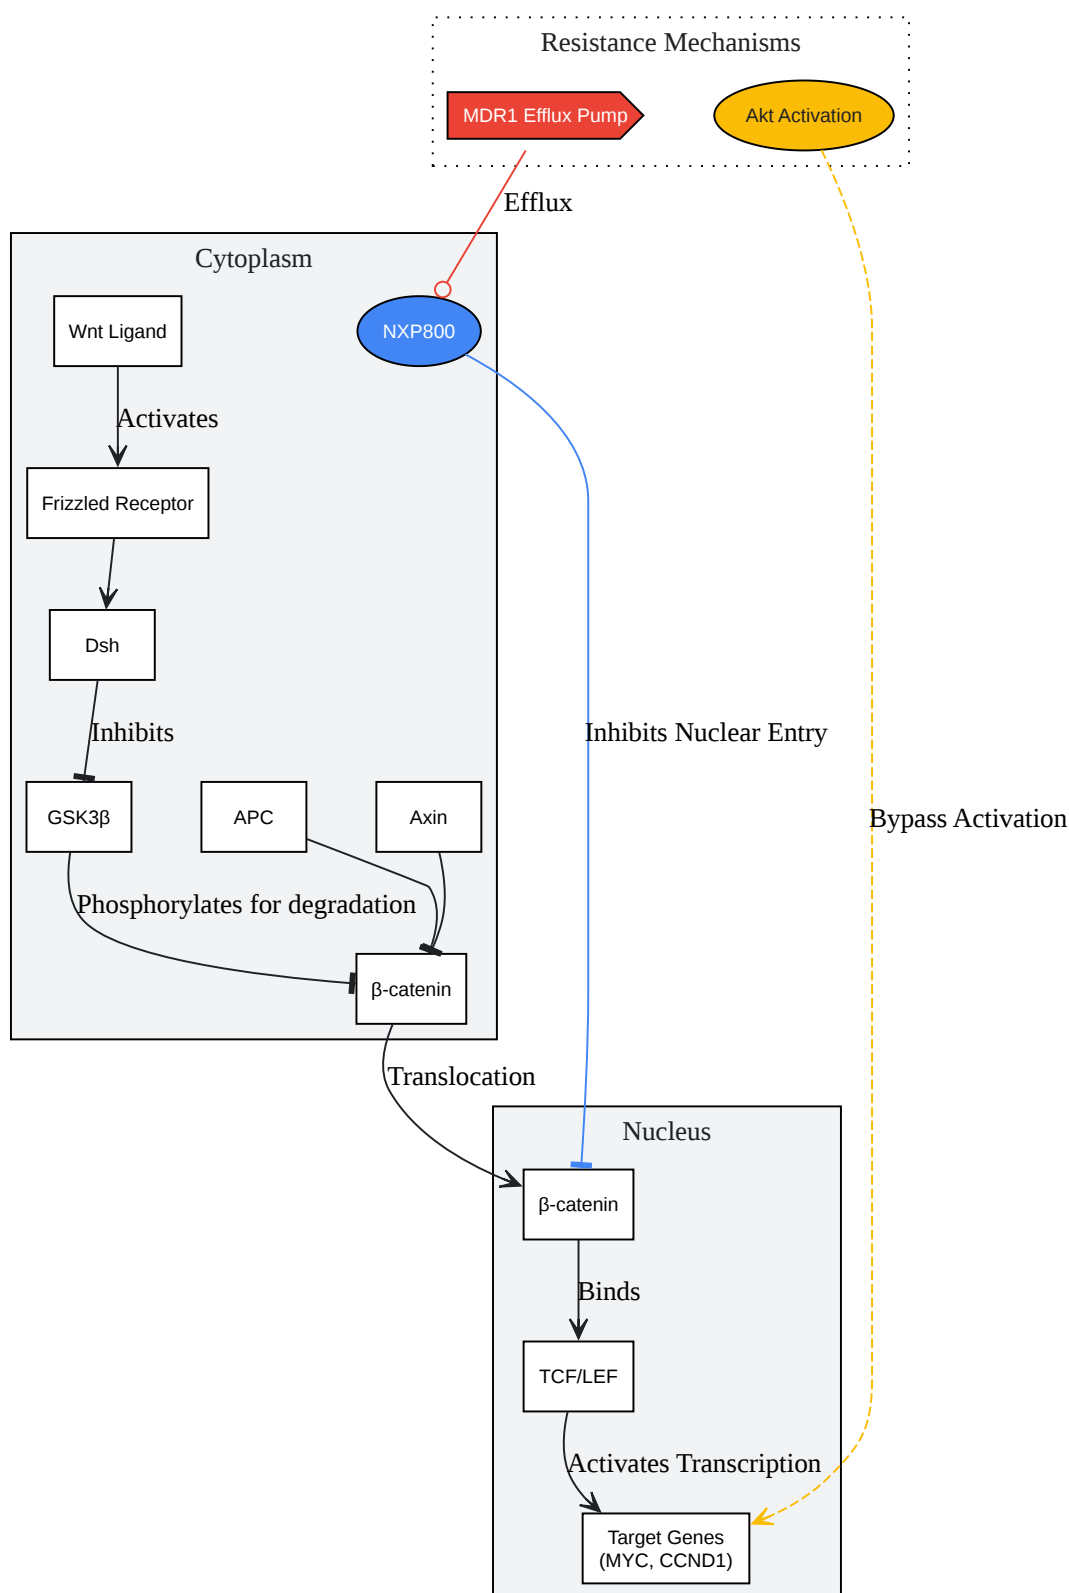 Resistance Mechanisms
MDR1 Efflux Pump
Akt Activation
Efflux
Cytoplasm
Wnt Ligand
NXP800
Activates
Frizzled Receptor
Dsh
Inhibits
Inhibits Nuclear Entry
GSK3β
APC
Axin
Bypass Activation
Phosphorylates for degradation
β-catenin
Translocation
Nucleus
β-catenin
Binds
TCF/LEF
Activates Transcription
Target Genes
(MYC, CCND1)